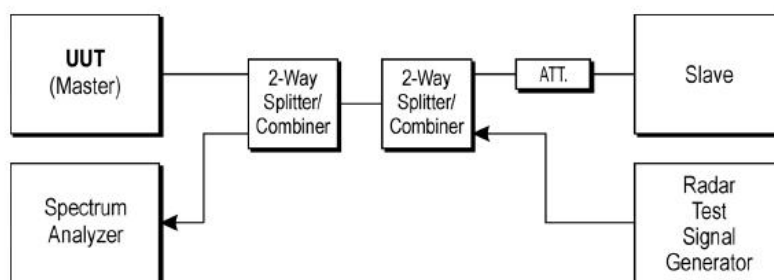 UUT
(Master)
2-Way
Splitter/
Combiner
2-Way
Splitter/
Combiner
ATT.
Slave
Spectrum
Analyzer
Radar
Test
Signal
Generator